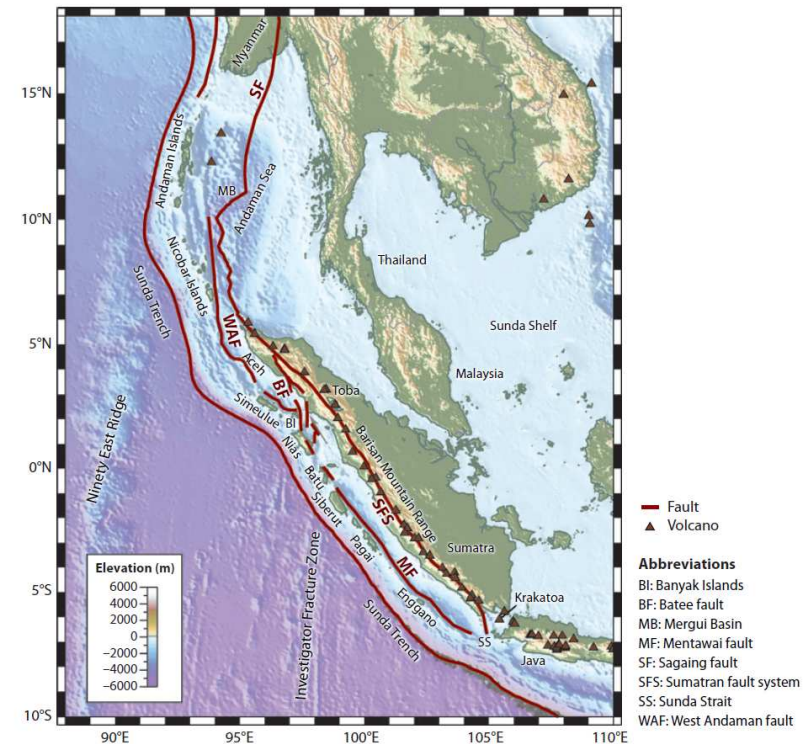 15°N
10°N
5°N
0°N
5°S
10°S
90°E
95°E
100°E
105°E
110°E
Myanmar
SF
Andaman Islands
MB
Andaman Sea
Nicobar Islands
Thailand
Sunda Trench
Sunda Shelf
WAF
Aceh
Malaysia
BF
Toba
Simeulue
BI
Ninety East Ridge
Nias
Barisan Mountain Range
Batu
Siberut
SFS
Pagai
Sumatra
MF
Investigator Fracture Zone
Enggano
Krakatoa
Sunda Trench
SS
Java
Elevation (m)
6000
4000
2000
0
−2000
−4000
−6000
Fault
Volcano
Abbreviations
BI: Banyak Islands
BF: Batee fault
MB: Mergui Basin
MF: Mentawai fault
SF: Sagaing fault
SFS: Sumatran fault system
SS: Sunda Strait
WAF: West Andaman fault